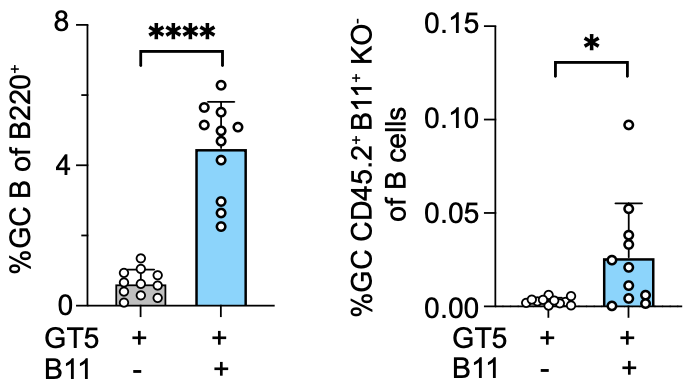 %GC B of B220⁺
8
4
0
****
GT5 + +
B11 - +
%GC CD45.2⁺ B11⁺ KO⁻
of B cells
0.15
0.10
0.05
0.00
*
GT5 + +
B11 - +